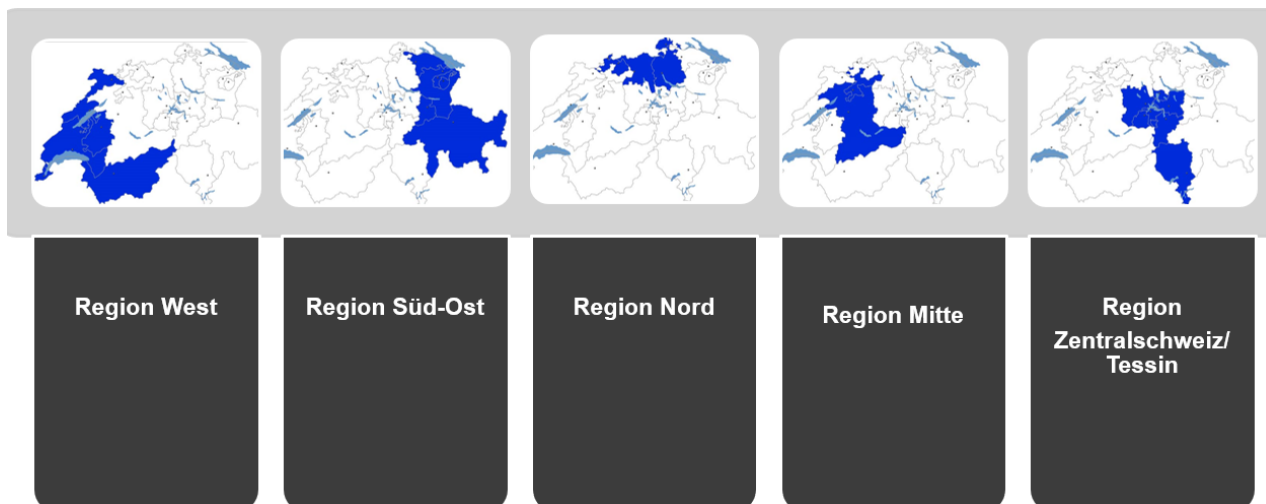 Region West
Region Süd-Ost
Region Nord
Region Mitte
Region
Zentralschweiz/
Tessin